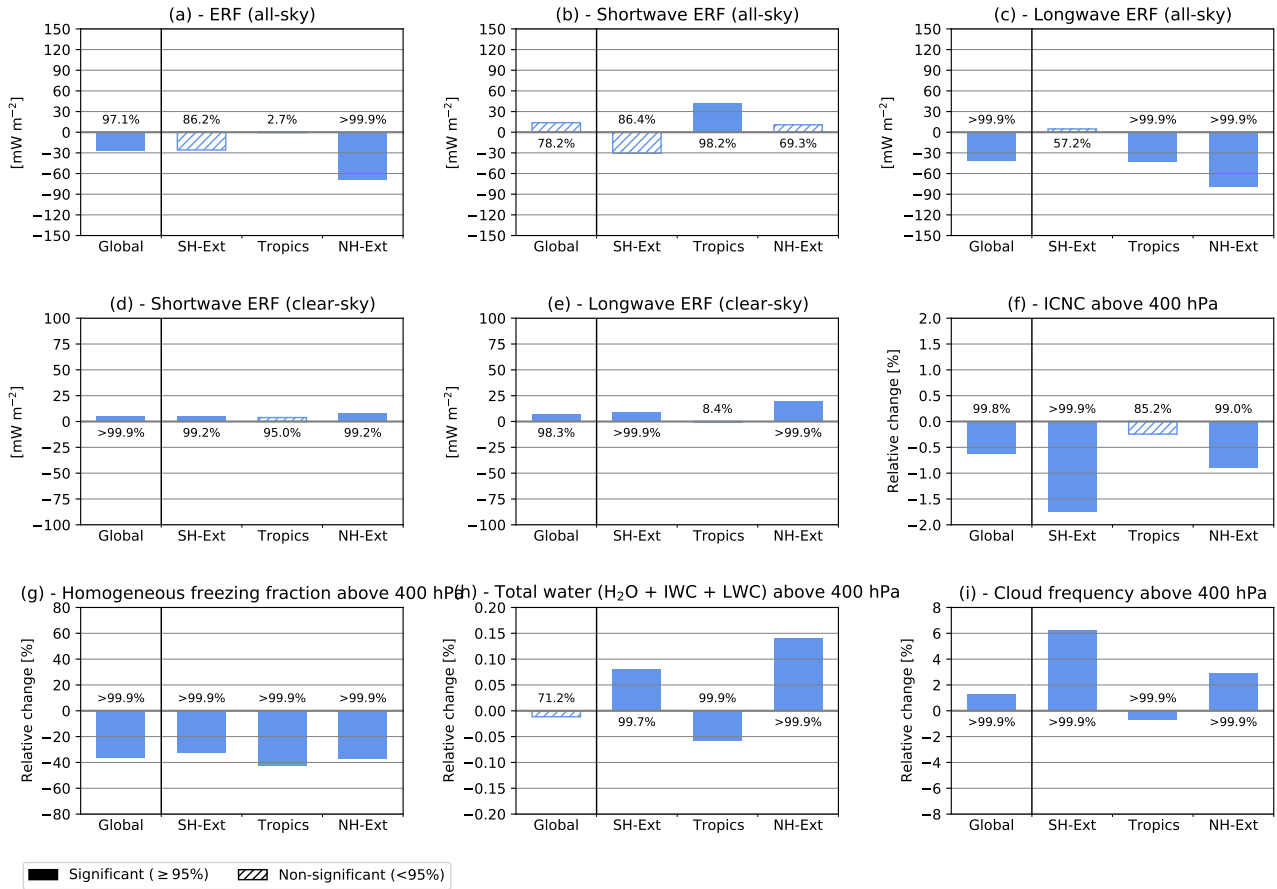 (a) - ERF (all-sky)
150
120
90
60
30
0
−30
−60
−90
−120
−150
[mW m−2]
97.1%
86.2%
2.7%
>99.9%
Global
SH-Ext
Tropics
NH-Ext
(b) - Shortwave ERF (all-sky)
150
120
90
60
30
0
−30
−60
−90
−120
−150
[mW m−2]
78.2%
86.4%
98.2%
69.3%
Global
SH-Ext
Tropics
NH-Ext
(c) - Longwave ERF (all-sky)
150
120
90
60
30
0
−30
−60
−90
−120
−150
[mW m−2]
>99.9%
57.2%
>99.9%
>99.9%
Global
SH-Ext
Tropics
NH-Ext
(d) - Shortwave ERF (clear-sky)
100
75
50
25
0
−25
−50
−75
−100
[mW m−2]
>99.9%
99.2%
95.0%
99.2%
Global
SH-Ext
Tropics
NH-Ext
(e) - Longwave ERF (clear-sky)
100
75
50
25
0
−25
−50
−75
−100
[mW m−2]
98.3%
>99.9%
8.4%
>99.9%
Global
SH-Ext
Tropics
NH-Ext
(f) - ICNC above 400 hPa
2.0
1.5
1.0
0.5
0.0
−0.5
−1.0
−1.5
−2.0
Relative change [%]
99.8%
>99.9%
85.2%
99.0%
Global
SH-Ext
Tropics
NH-Ext
(g) - Homogeneous freezing fraction above 400 hPa
80
60
40
20
0
−20
−40
−60
−80
Relative change [%]
>99.9%
>99.9%
>99.9%
>99.9%
Global
SH-Ext
Tropics
NH-Ext
(h) - Total water (H2O + IWC + LWC) above 400 hPa
0.20
0.15
0.10
0.05
0.00
−0.05
−0.10
−0.15
−0.20
Relative change [%]
71.2%
99.7%
99.9%
>99.9%
Global
SH-Ext
Tropics
NH-Ext
(i) - Cloud frequency above 400 hPa
8
6
4
2
0
−2
−4
−6
−8
Relative change [%]
>99.9%
>99.9%
>99.9%
>99.9%
Global
SH-Ext
Tropics
NH-Ext
Significant (≥ 95%)
Non-significant (<95%)